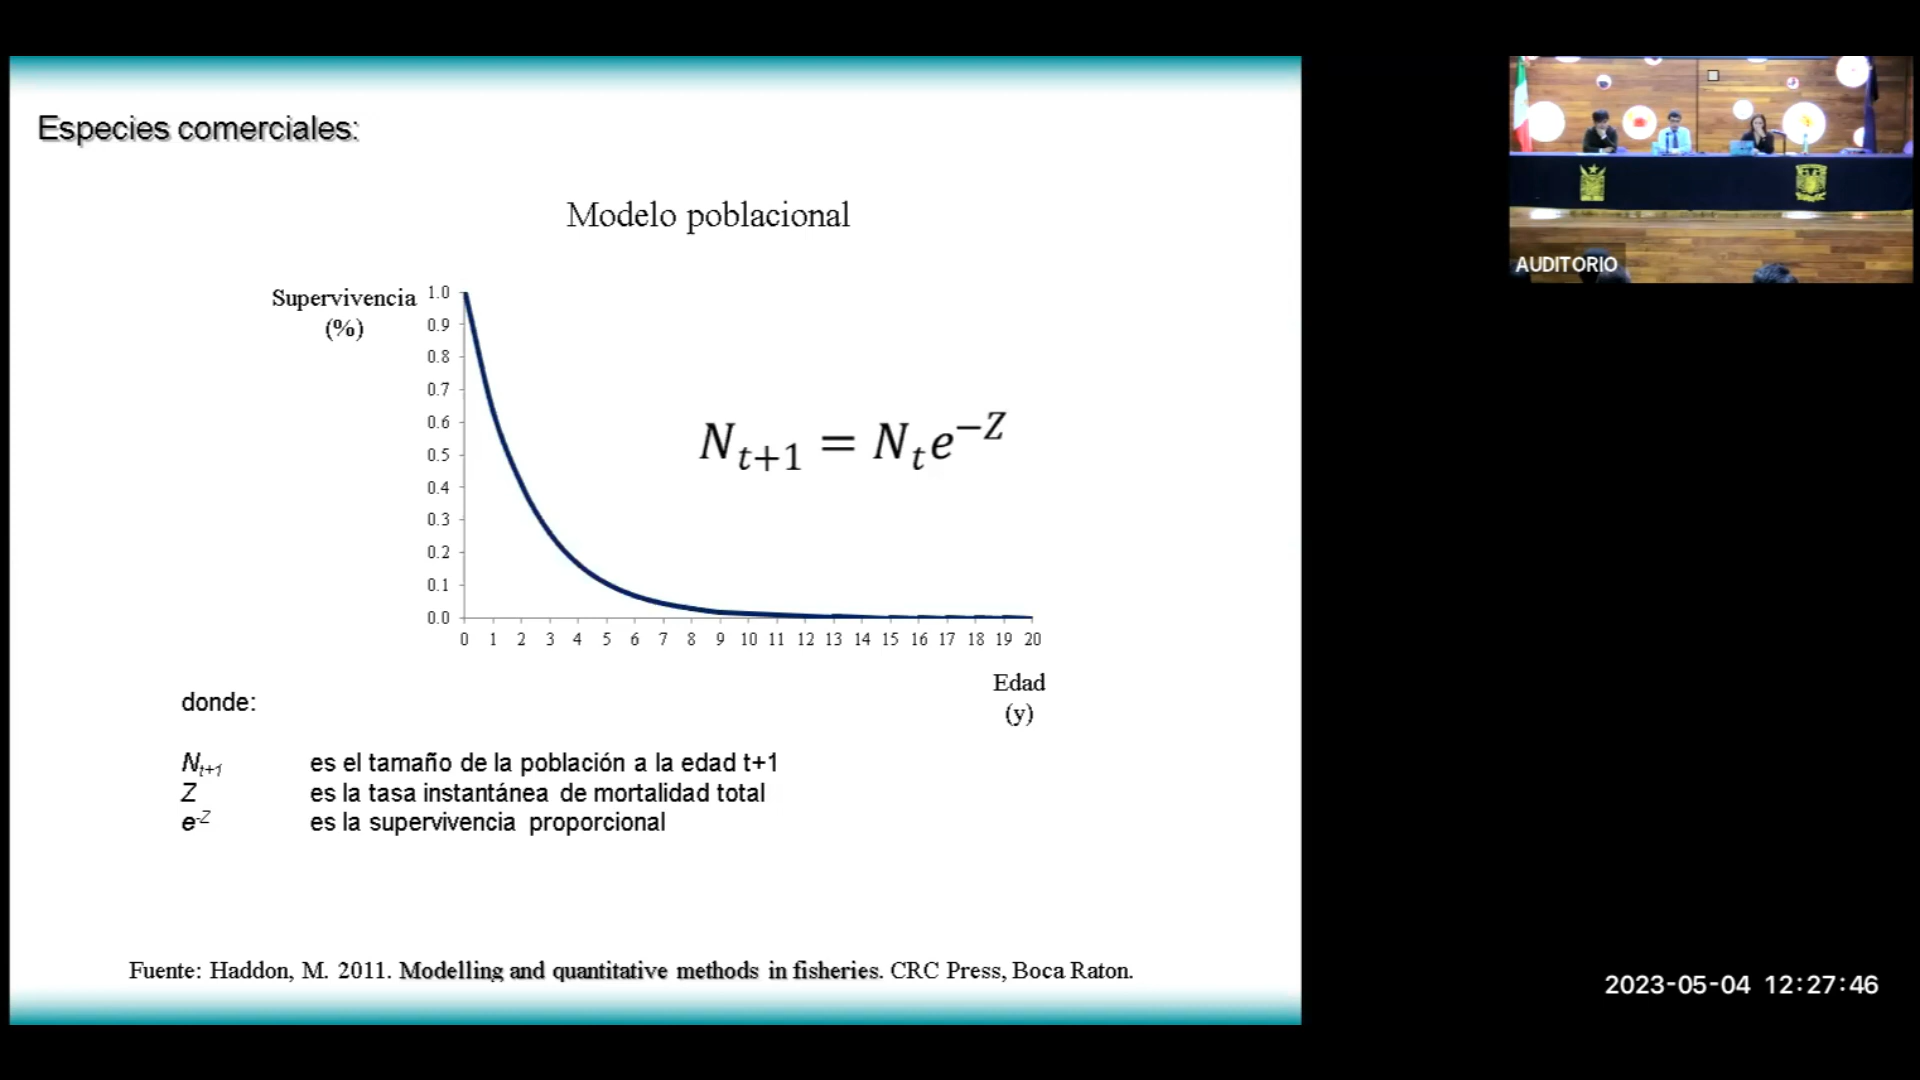 Especies comerciales:
Modelo poblacional
Supervivencia
(%)
1.0
0.9
0.8
0.7
0.6
0.5
0.4
0.3
0.2
0.1
0.0
0 1 2 3 4 5 6 7 8 9 10 11 12 13 14 15 16 17 18 19 20
Edad
(y)
N_{t+1} = N_t e^{-Z}
donde:
N_{t+1} es el tamaño de la población a la edad t+1
Z es la tasa instantánea de mortalidad total
e^{-Z} es la supervivencia proporcional
Fuente: Haddon, M. 2011. Modelling and quantitative methods in fisheries. CRC Press, Boca Raton.
AUDITORIO
2023-05-04 12:27:46